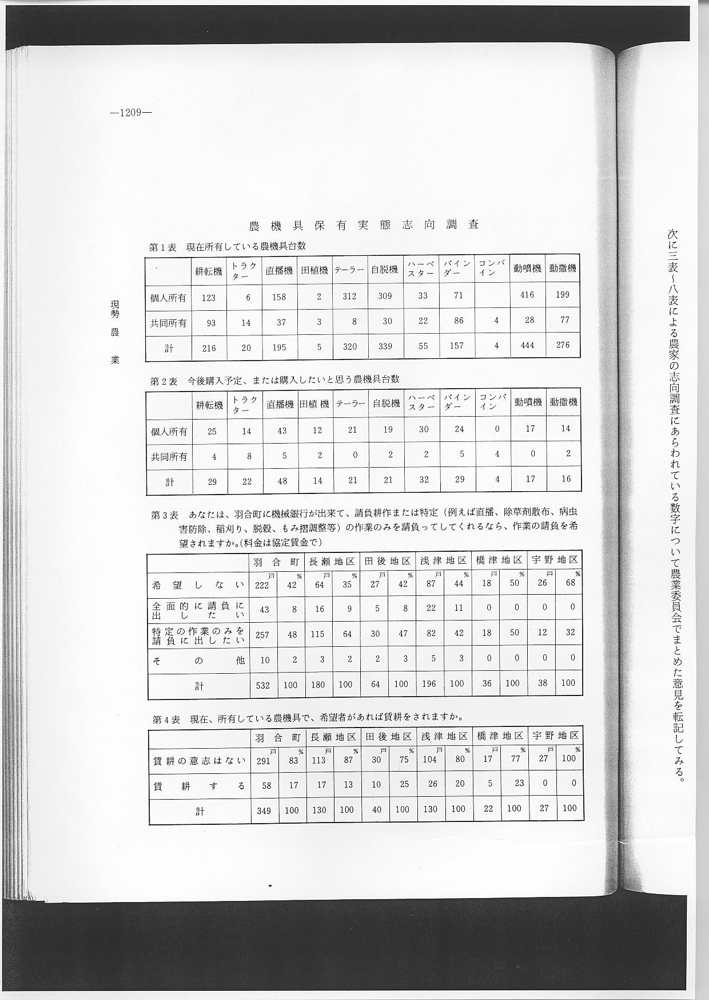 次に三表~八表による農家の志向調査にあらわれている数字について農業委員会でまとめた意見を転記してみる。
―1209―
現勢 農 業
農機具保有実態志向調査
第1表 現在所有している農機具台数
耕転機 トラクター 直播機 田植機 テーラー 自脱機 ハーベスター バインダー コンバイン 動噴機 動撒機
個人所有 123 6 158 2 312 309 33 71 416 199
共同所有 93 14 37 3 8 30 22 86 4 28 77
計 216 20 195 5 320 339 55 157 4 444 276
第2表 今後購入予定、または購入したいと思う農機具台数
耕転機 トラクター 直播機 田植機 テーラー 自脱機 ハーベスター バインダー コンバイン 動噴機 動撒機
個人所有 25 14 43 12 21 19 30 24 0 17 14
共同所有 4 8 5 2 0 2 2 5 4 0 2
計 29 22 48 14 21 21 32 29 4 17 16
第3表 あなたは、羽合町に機械銀行が出来て、請負耕作または特定(例えば直播、除草剤散布、病虫
害防除、稲刈り、脱穀、もみ摺調整等)の作業のみを請負ってしてくれるなら、作業の請負を希
望されますか。(料金は協定賃金で)
羽合町 長瀬地区 田後地区 浅津地区 橋津地区 宇野地区
戸 % 戸 % 戸 % 戸 % 戸 % 戸 %
希望しない 222 42 64 35 27 42 87 44 18 50 26 68
全面的に請負に出したい 43 8 16 9 5 8 22 11 0 0 0 0
特定の作業のみを請負に出したい 257 48 115 64 30 47 82 42 18 50 12 32
その他 10 2 3 2 2 3 5 3 0 0 0 0
計 532 100 180 100 64 100 196 100 36 100 38 100
第4表 現在、所有している農機具で、希望者があれば賃耕をされますか。
羽合町 長瀬地区 田後地区 浅津地区 橋津地区 宇野地区
戸 % 戸 % 戸 % 戸 % 戸 % 戸 %
賃耕の意志はない 291 83 113 87 30 75 104 80 17 77 27 100
賃耕する 58 17 17 13 10 25 26 20 5 23 0 0
計 349 100 130 100 40 100 130 100 22 100 27 100